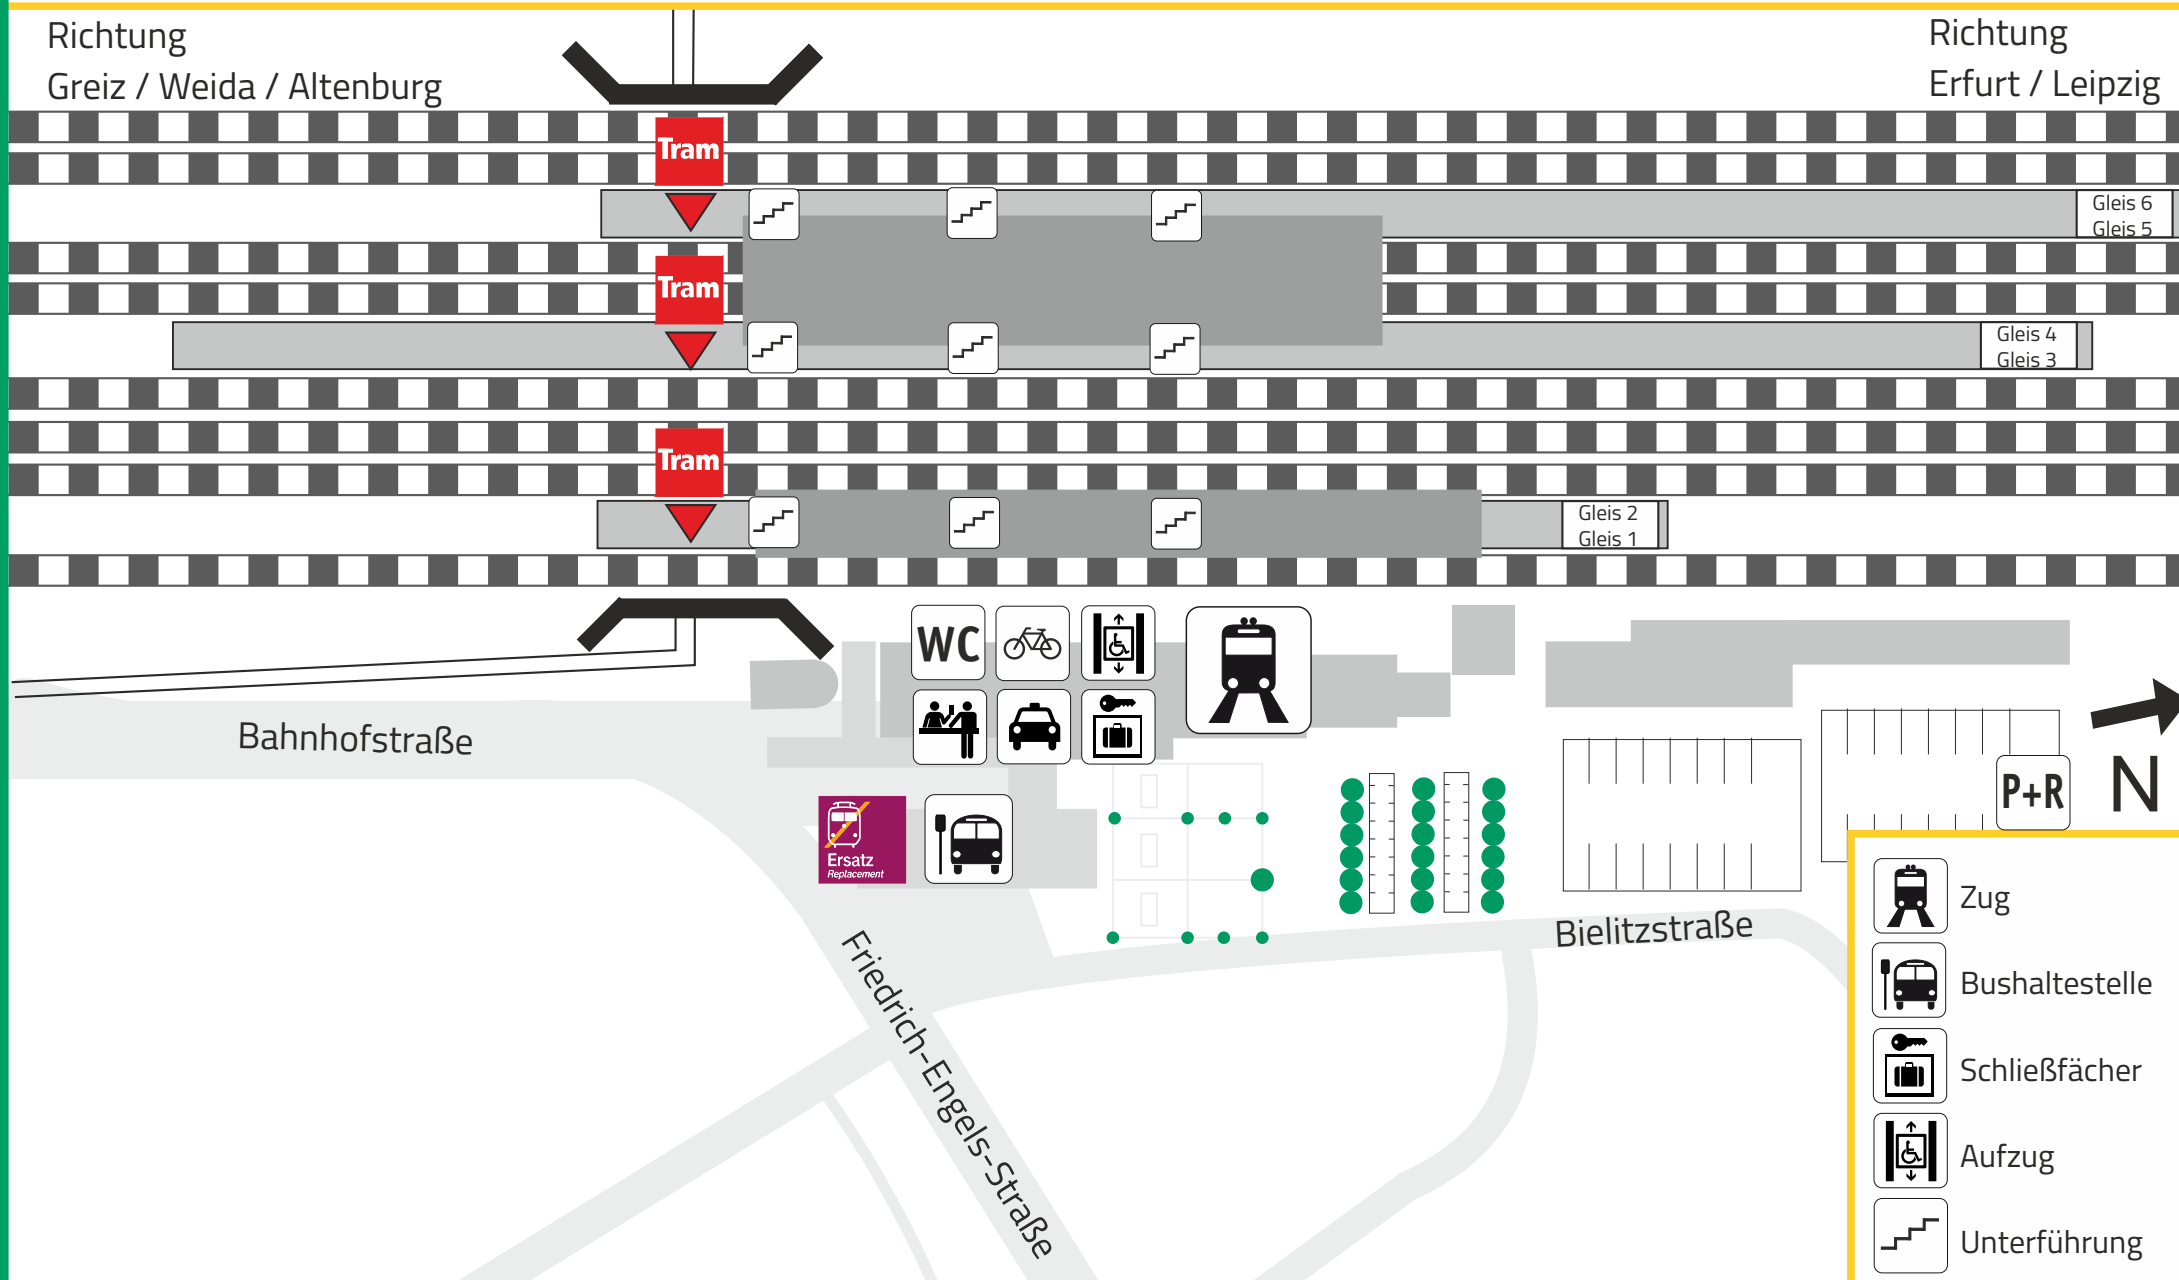 Richtung
Greiz / Weida / Altenburg
Richtung
Erfurt / Leipzig
Tram
Gleis 6
Gleis 5
Tram
Gleis 4
Gleis 3
Tram
Gleis 2
Gleis 1
WC
Bahnhofstraße
P+R
N
Ersatz
Replacement
Bielitzstraße
Friedrich-Engels-Straße
Zug
Bushaltestelle
Schließfächer
Aufzug
Unterführung